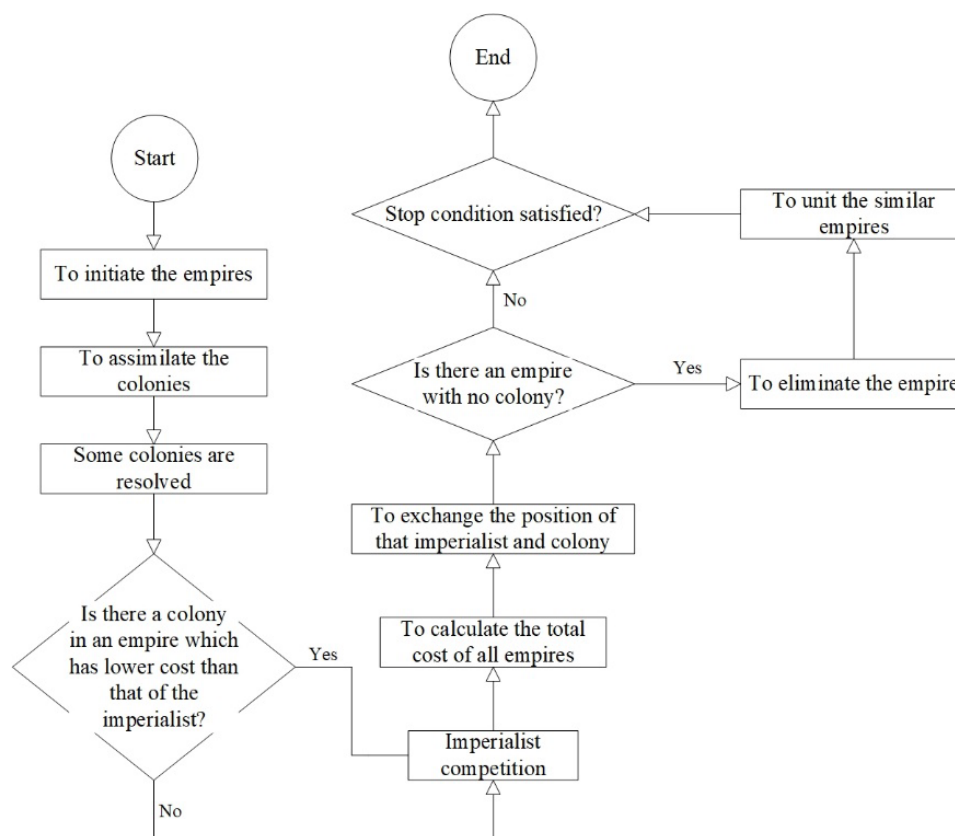 Start
To initiate the empires
To assimilate the
colonies
Some colonies are
resolved
Is there a colony
in an empire which
has lower cost than
that of the
imperialist?
Yes
No
Imperialist
competition
To calculate the total
cost of all empires
To exchange the position of
that imperialist and colony
Is there an empire
with no colony?
Yes
To eliminate the empire
To unit the similar
empires
No
Stop condition satisfied?
End